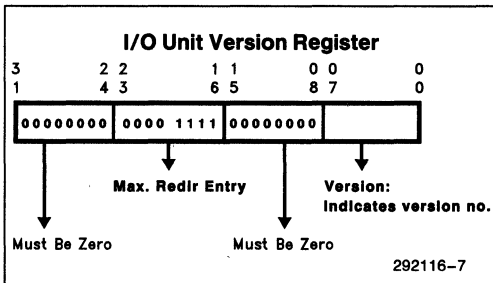 I/O Unit Version Register
3 2 2 1 1 0 0 0
1 4 3 6 5 8 7 0
00000000 0000 1111 00000000
Max. Redir Entry Version:
Indicates version no.
Must Be Zero Must Be Zero
292116-7